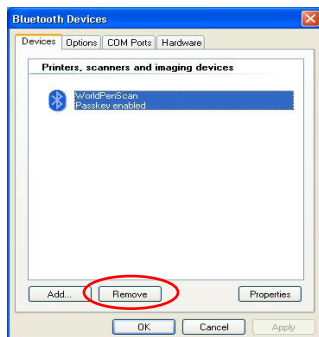 Bluetooth Devices
Devices Options COM Ports Hardware
Printers, scanners and imaging devices
WorldPenScan
Passkey enabled
Add... Remove Properties
OK Cancel Apply